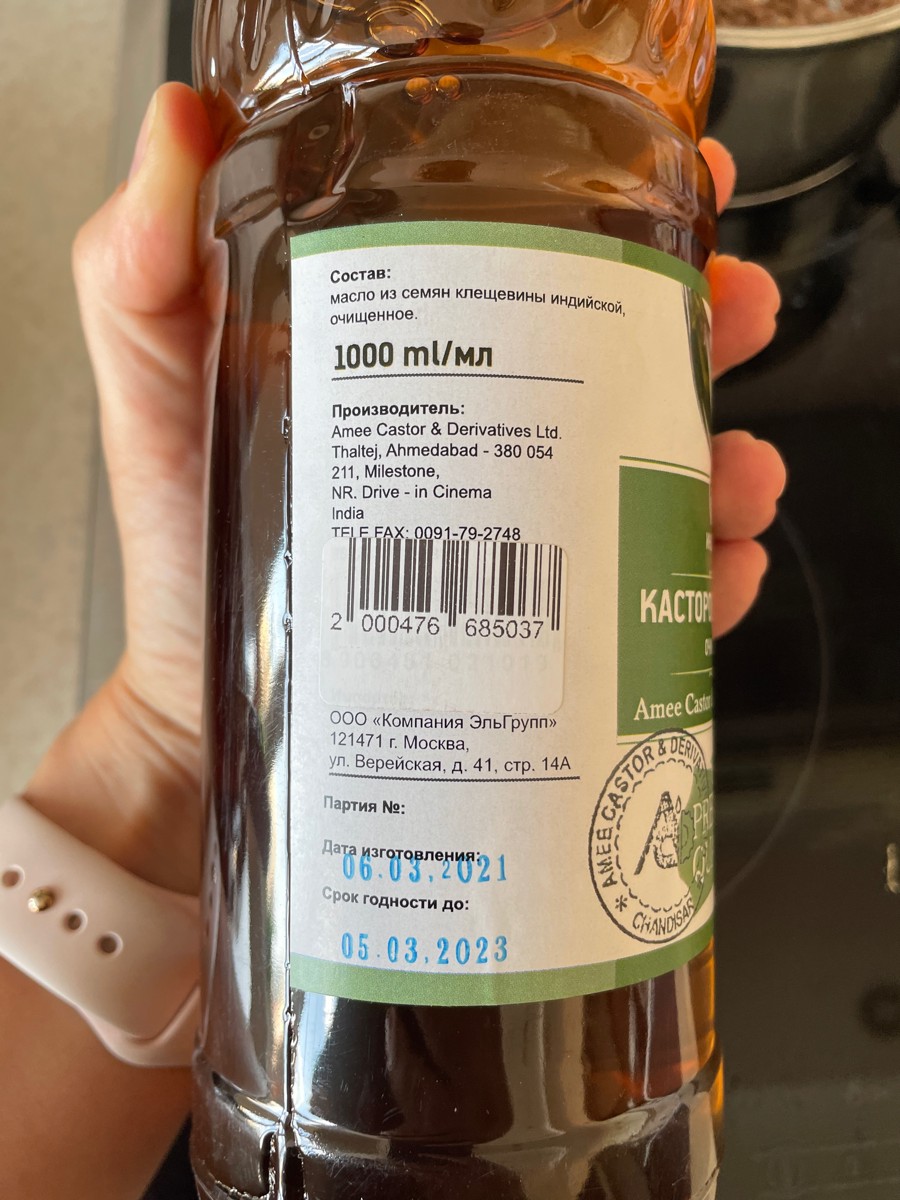 Состав:
масло из семян клещевины индийской,
очищенное.
1000 ml/мл
Производитель:
Amee Castor & Derivatives Ltd.
Thaltej, Ahmedabad - 380 054
211, Milestone,
NR. Drive - in Cinema
India
TELE FAX: 0091-79-2748
2 000476 685037
ООО «Компания ЭльГрупп»
121471 г. Москва,
ул. Верейская, д. 41, стр. 14А
Партия №:
Дата изготовления:
06.03.2021
Срок годности до:
05.03.2023
КАСТОРО
Amee Castor
AMEE CASTOR & DERIVA
CHANDISAR